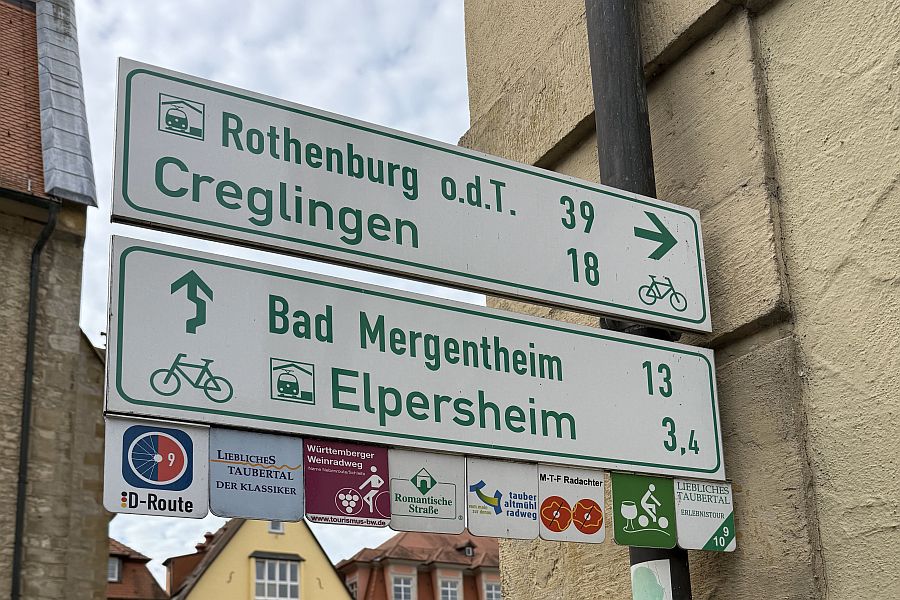 Rothenburg o.d.T. 39
Creglingen 18
Bad Mergentheim 13
Elpersheim 3,4
9
D-Route
LIEBLICHES
TAUBERTAL
DER KLASSIKER
Württemberger
Weinradweg
www.tourismus-bw.de
Romantische
Straße
tauber
altmühl
radweg
M-T-F Radachter
LIEBLICHES
TAUBERTAL
ERLEBNISTOUR
9
10